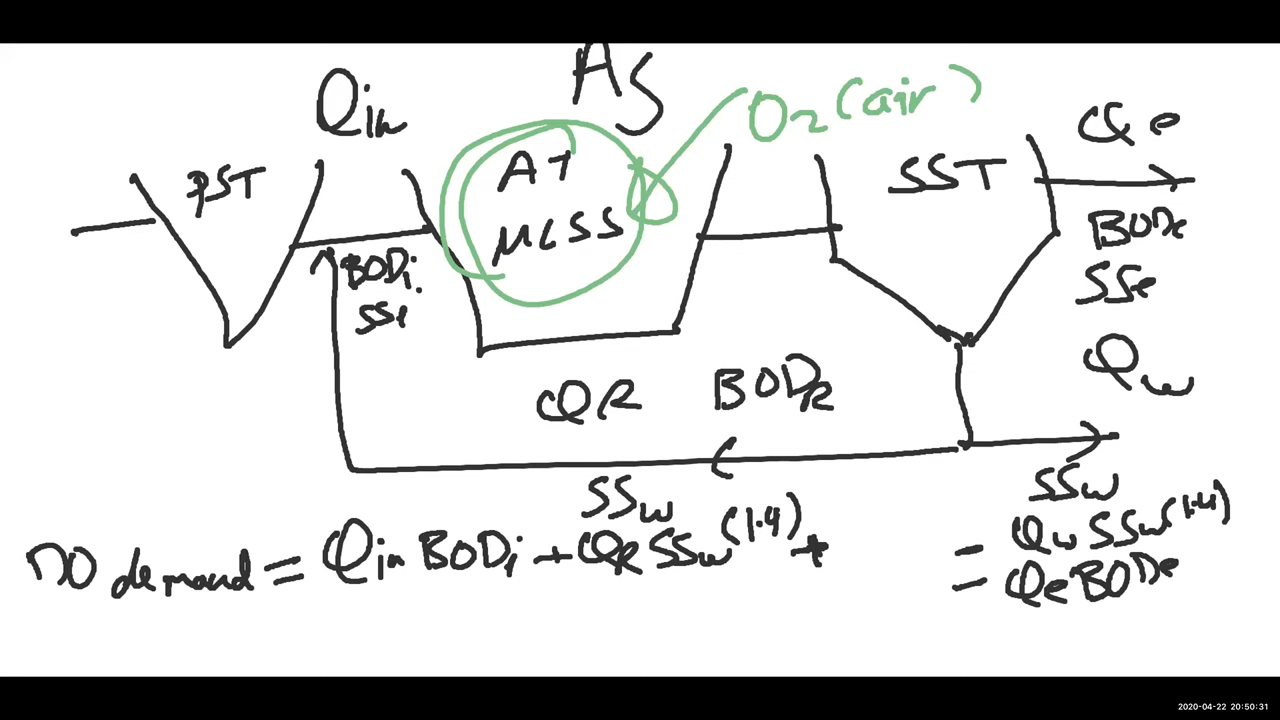 AS
Qin
O2 (air)
Qe
PST
AT
SST
MLSS
BODe
BODi
SSi
SSe
Qw
QR BODR
SSw
SSw
DO demand = Qin BODi + QR SSw (1.4) +
= Qw SSw (1.4)
= Qe BODe
2020-04-22 20:50:31